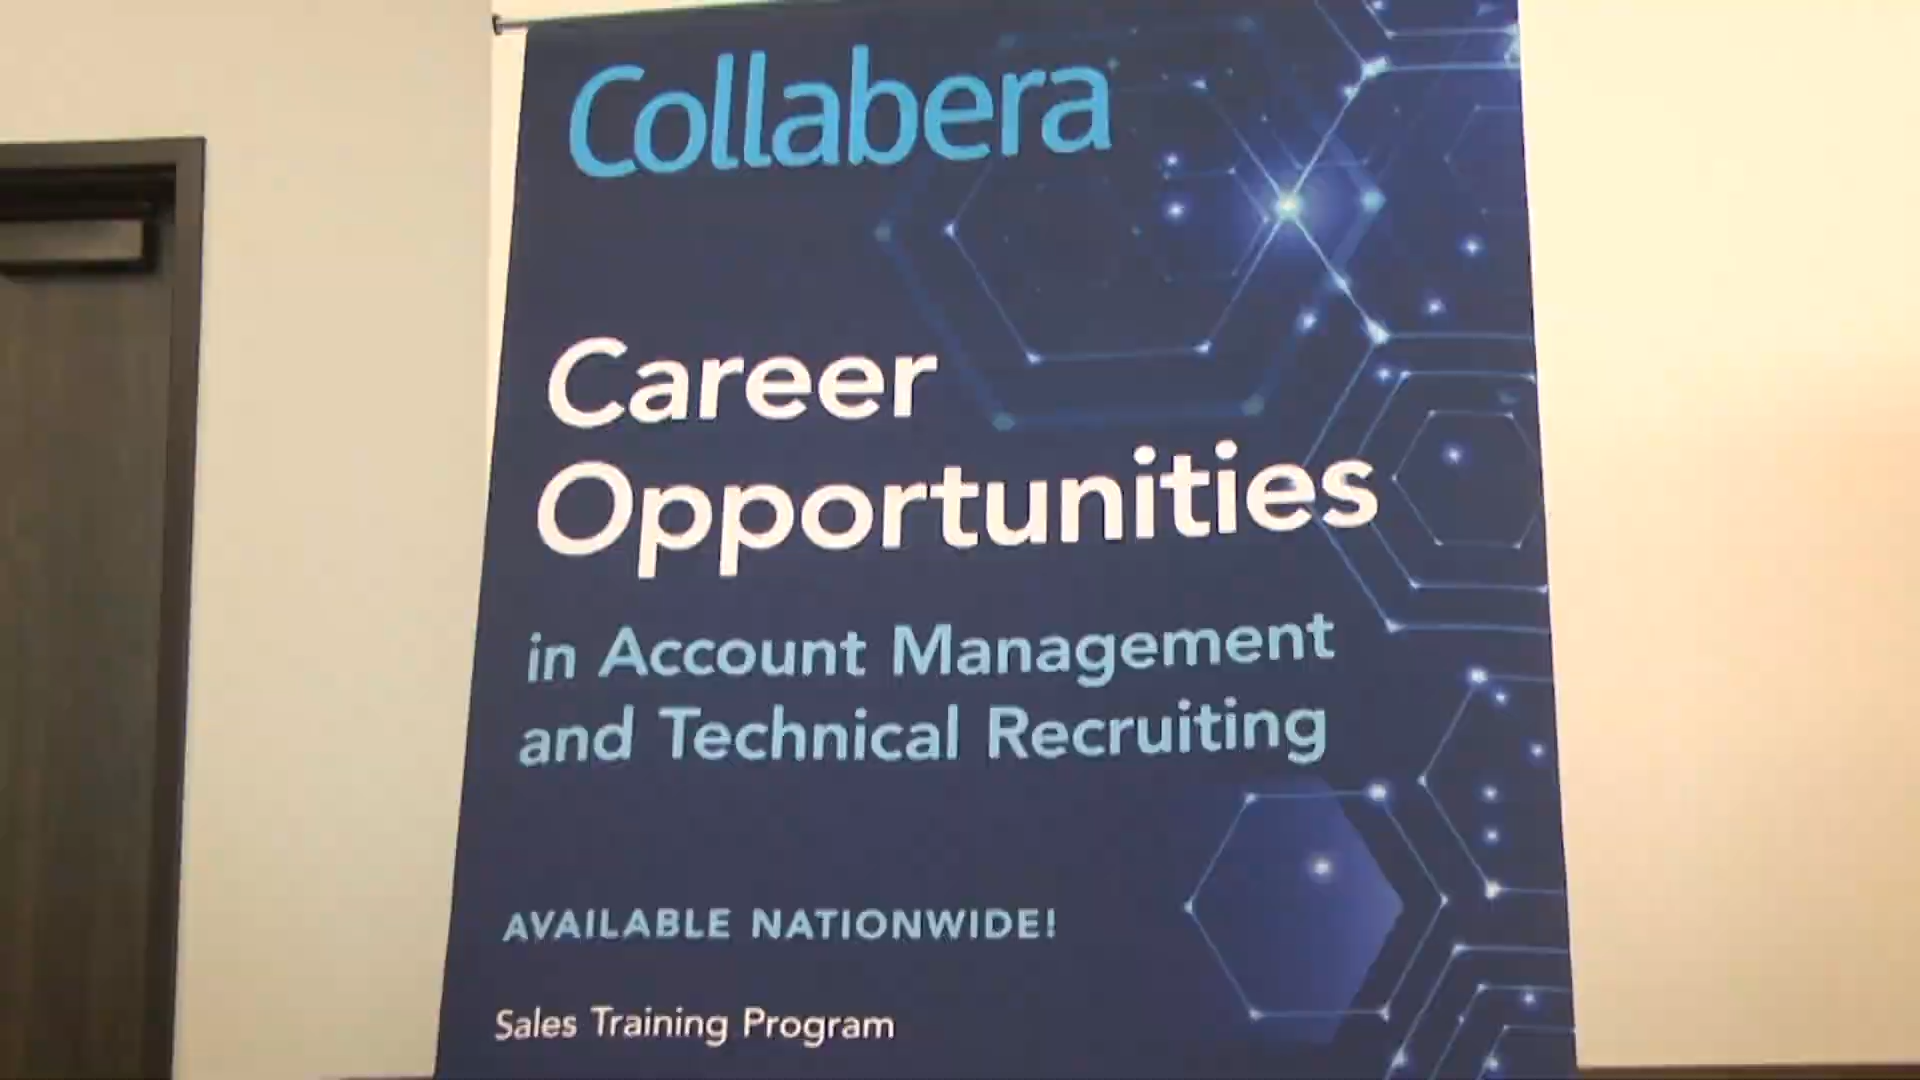 Collabera
Career
Opportunities
in Account Management
and Technical Recruiting
AVAILABLE NATIONWIDE!
Sales Training Program